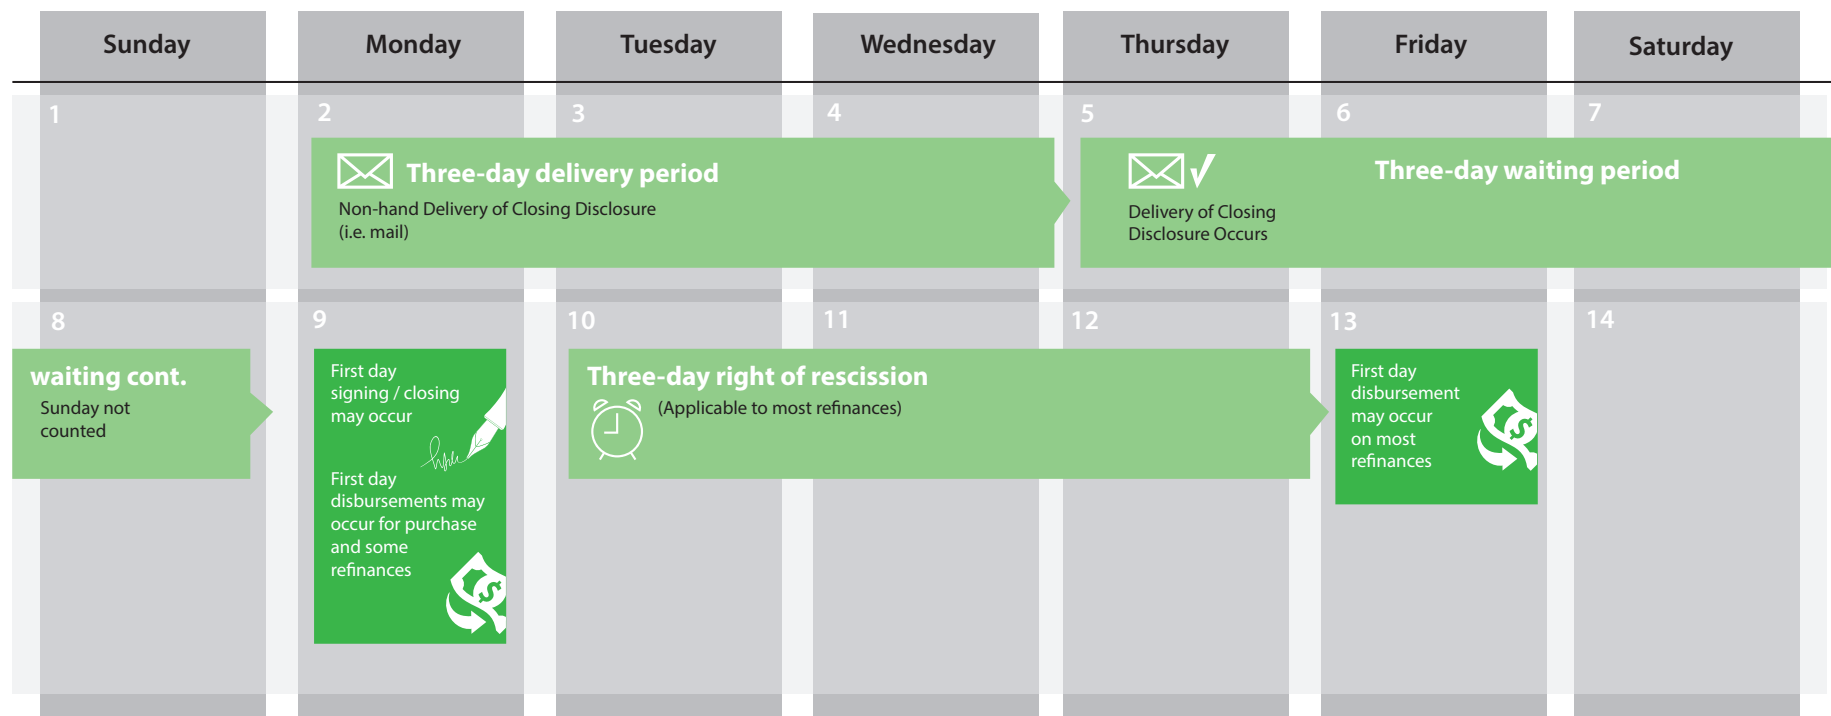 Sunday Monday Tuesday Wednesday Thursday Friday Saturday
1 2 3 4 5 6 7
Three-day delivery period
Non-hand Delivery of Closing Disclosure
(i.e. mail)
Three-day waiting period
Delivery of Closing
Disclosure Occurs
8 9 10 11 12 13 14
waiting cont.
Sunday not
counted
First day
signing / closing
may occur
First day
disbursements may
occur for purchase
and some
refinances
Three-day right of rescission
(Applicable to most refinances)
First day
disbursement
may occur
on most
refinances